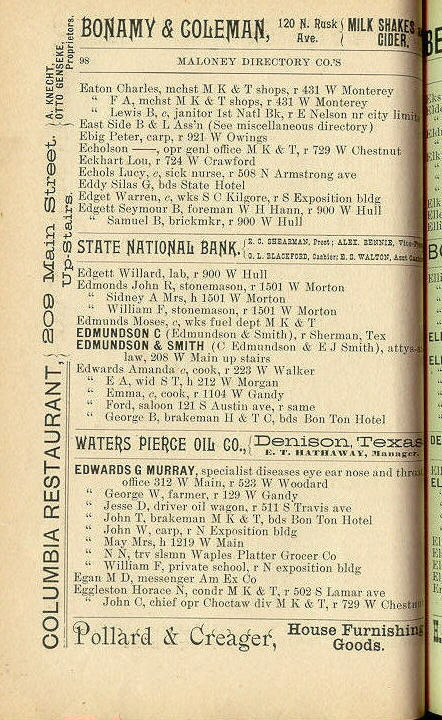 BONAMY & COLEMAN, 120 N. Rusk Ave. { MILK SHAKES CIDER.
98 MALONEY DIRECTORY CO.'S
Eaton Charles, mchst M K & T shops, r 431 W Monterey
“ F A, mchst M K & T shops, r 431 W Monterey
“ Lewis B, c, janitor 1st Natl Bk, r E Nelson nr city limits
East Side B & L Ass'n (See miscellaneous directory)
Ebig Peter, carp, r 921 W Owings
Echolson ——, opr genl office M K & T, r 729 W Chestnut
Eckhart Lou, r 724 W Crawford
Echols Lucy, c, sick nurse, r 508 N Armstrong ave
Eddy Silas G, bds State Hotel
Edget Warren, c, wks S C Kilgore, r S Exposition bldg
Edgett Seymour B, foreman W H Hann, r 900 W Hull
“ Samuel B, brickmkr, r 900 W Hull
STATE NATIONAL BANK, { E. C. SHEARMAN, Prest; ALEX. RENNIE, Vice-
G. L. BLACKFORD, Cashier; E. S. WALTON, Asst
Edgett Willard, lab, r 900 W Hull
Edmonds John R, stonemason, r 1501 W Morton
“ Sidney A Mrs, h 1501 W Morton
“ William F, stonemason, r 1501 W Morton
Edmunds Moses, c, wks fuel dept M K & T
EDMUNDSON C (Edmundson & Smith), r Sherman, Tex
EDMUNDSON & SMITH (C Edmundson & E J Smith), attys-
law, 208 W Main up stairs
Edwards Amanda c, cook, r 223 W Walker
“ E A, wid S T, h 212 W Morgan
“ Emma, c, cook, r 1104 W Gandy
“ Ford, saloon 121 S Austin ave, r same
“ George B, brakeman H & T C, bds Bon Ton Hotel
WATERS PIERCE OIL CO., { Denison, Texas
E. T. HATHAWAY, Manager.
EDWARDS G MURRAY, specialist diseases eye ear nose and throat
office 312 W Main, r 523 W Woodard
“ George W, farmer, r 129 W Gandy
“ Jesse D, driver oil wagon, r 511 S Travis ave
“ John T, brakeman M K & T, bds Bon Ton Hotel
“ John W, carp, r N Exposition bldg
“ May Mrs, h 1219 W Main
“ N N, trv slsmn Waples Platter Grocer Co
“ William F, private school, r N exposition bldg
Egan M D, messenger Am Ex Co
Eggleston Horace N, condr M K & T, r 502 S Lamar ave
“ John C, chief opr Choctaw div M K & T, r 729 W Chestnut
Pollard & Creager, House Furnishing Goods.
COLUMBIA RESTAURANT, { 209 Main Street. Up-Stairs. } A. KNECHT, OTTO GENSEKE, Proprietors.